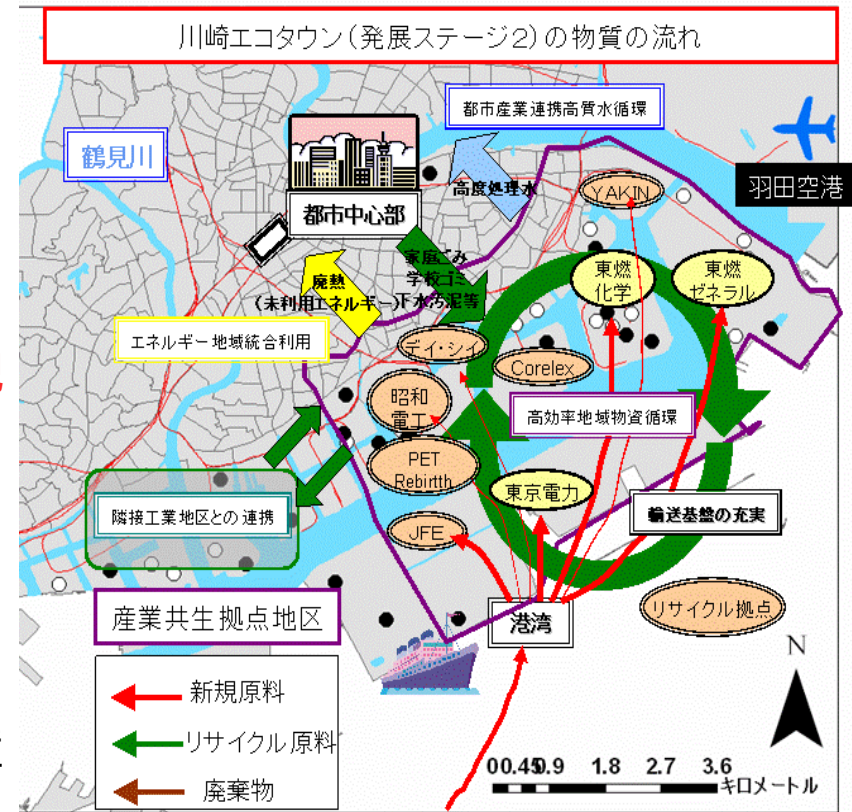 川崎エコタウン(発展ステージ2)の物質の流れ
都市産業連携高質水循環
鶴見川
高度処理水
YAKIN
羽田空港
都市中心部
家庭ごみ
学校ゴミ
下水汚泥等
廃熱
(未利用エネルギー)
東燃
化学
東燃
ゼネラル
エネルギー地域統合利用
デイ・シイ
Corelex
昭和
電工
高効率地域物資循環
PET
Rebirtth
東京電力
隣接工業地区との連携
輸送基盤の充実
JFE
リサイクル拠点
産業共生拠点地区
港湾
N
新規原料
リサイクル原料
廃棄物
00.450.9 1.8 2.7 3.6
キロメートル